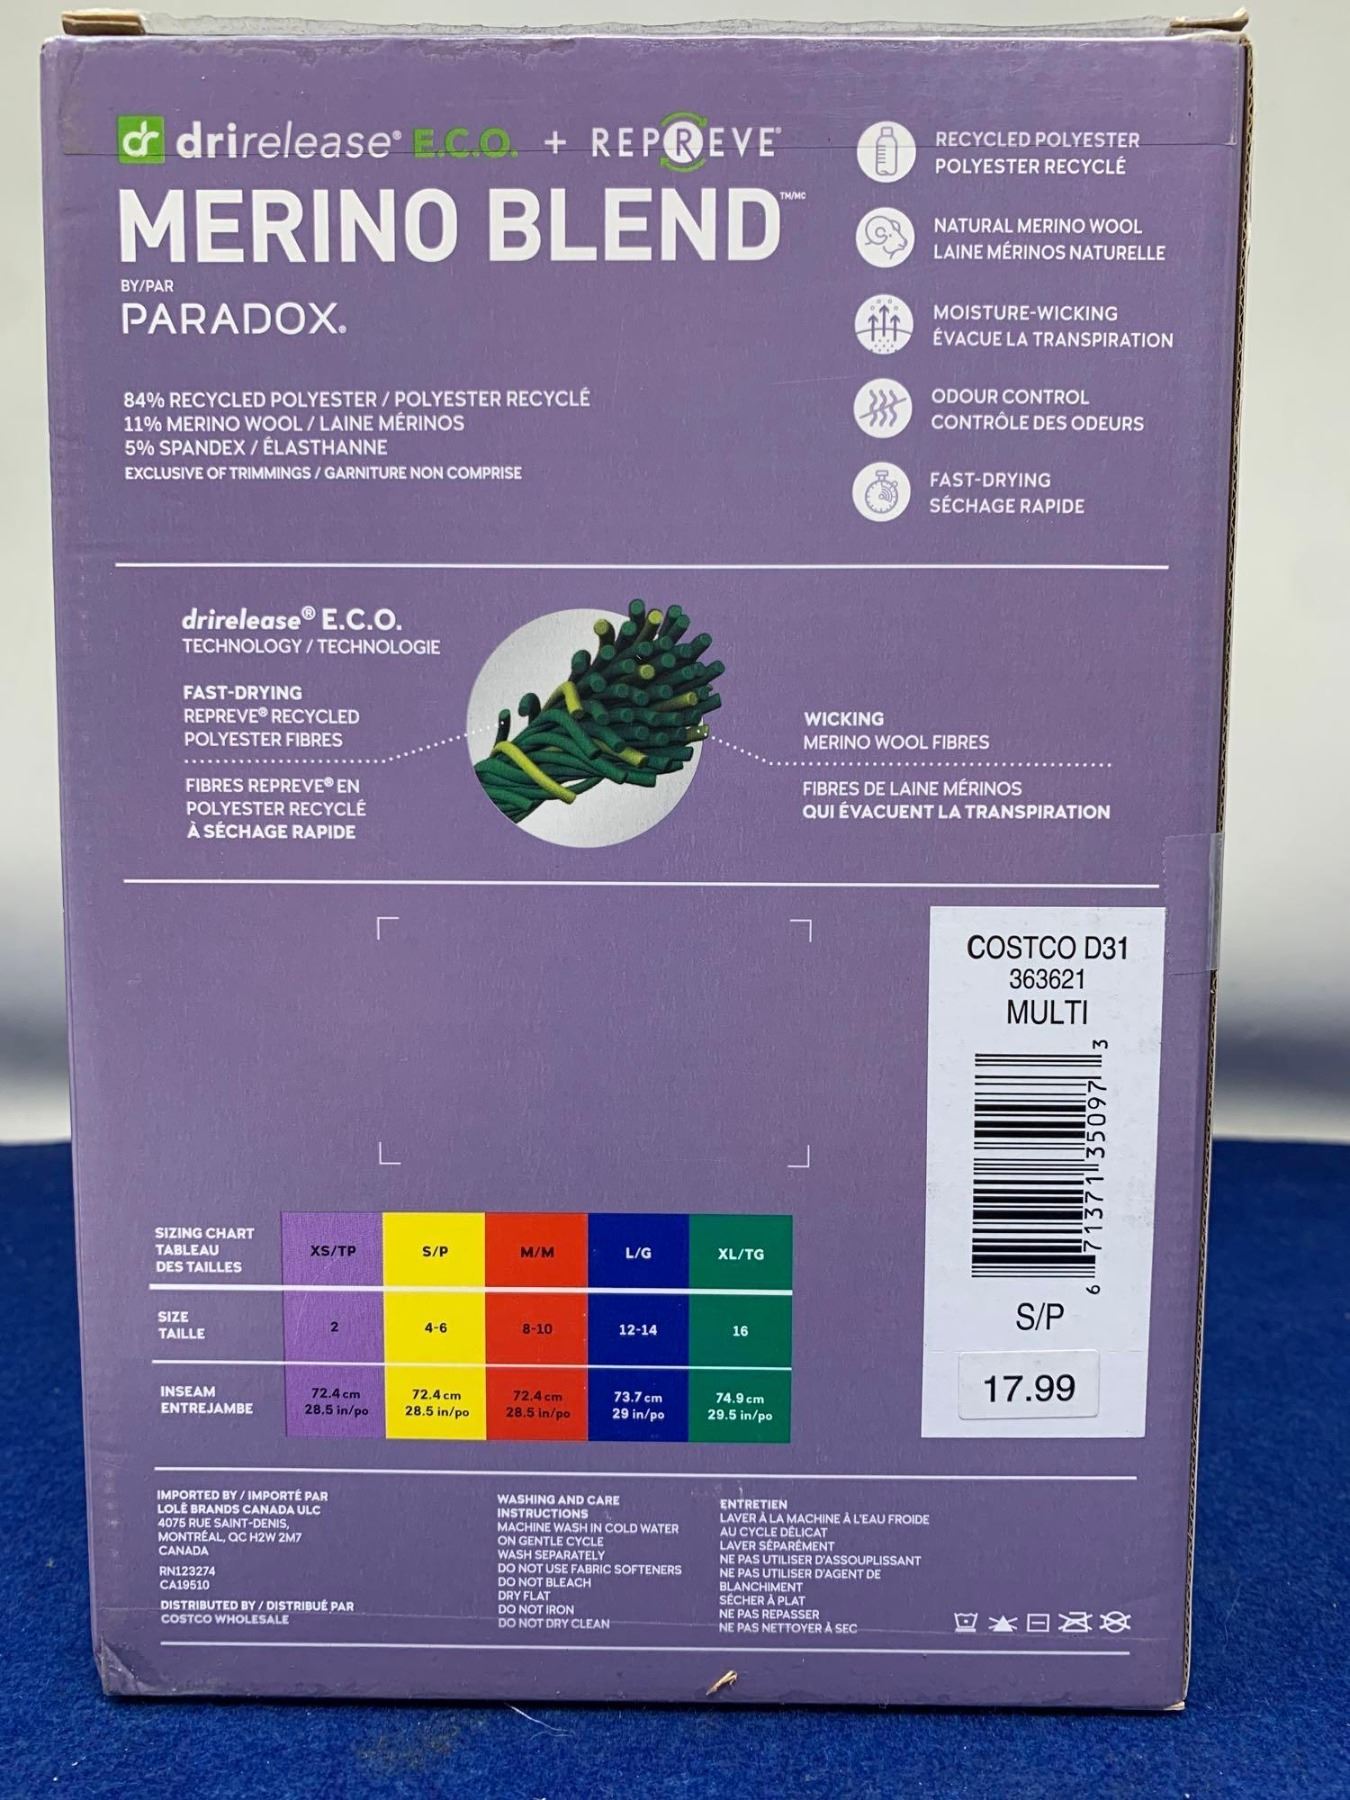 dr drirelease® E.C.O. + REPREVE®
MERINO BLEND™/MC
BY/PAR
PARADOX®
84% RECYCLED POLYESTER / POLYESTER RECYCLÉ
11% MERINO WOOL / LAINE MÉRINOS
5% SPANDEX / ÉLASTHANNE
EXCLUSIVE OF TRIMMINGS / GARNITURE NON COMPRISE
RECYCLED POLYESTER
POLYESTER RECYCLÉ
NATURAL MERINO WOOL
LAINE MÉRINOS NATURELLE
MOISTURE-WICKING
ÉVACUE LA TRANSPIRATION
ODOUR CONTROL
CONTRÔLE DES ODEURS
FAST-DRYING
SÉCHAGE RAPIDE
drirelease® E.C.O.
TECHNOLOGY / TECHNOLOGIE
FAST-DRYING
REPREVE® RECYCLED
POLYESTER FIBRES
FIBRES REPREVE® EN
POLYESTER RECYCLÉ
À SÉCHAGE RAPIDE
WICKING
MERINO WOOL FIBRES
FIBRES DE LAINE MÉRINOS
QUI ÉVACUENT LA TRANSPIRATION
COSTCO D31
363621
MULTI
6 71371 35097 3
S/P
17.99
SIZING CHART
TABLEAU
DES TAILLES
XS/TP S/P M/M L/G XL/TG
SIZE
TAILLE
2 4-6 8-10 12-14 16
INSEAM
ENTREJAMBE
72.4 cm 72.4 cm 72.4 cm 73.7 cm 74.9 cm
28.5 in/po 28.5 in/po 28.5 in/po 29 in/po 29.5 in/po
IMPORTED BY / IMPORTÉ PAR
LOLË BRANDS CANADA ULC
4075 RUE SAINT-DENIS,
MONTRÉAL, QC H2W 2M7
CANADA
RN123274
CA19510
DISTRIBUTED BY / DISTRIBUÉ PAR
COSTCO WHOLESALE
WASHING AND CARE
INSTRUCTIONS
MACHINE WASH IN COLD WATER
ON GENTLE CYCLE
WASH SEPARATELY
DO NOT USE FABRIC SOFTENERS
DO NOT BLEACH
DRY FLAT
DO NOT IRON
DO NOT DRY CLEAN
ENTRETIEN
LAVER À LA MACHINE À L'EAU FROIDE
AU CYCLE DÉLICAT
LAVER SÉPARÉMENT
NE PAS UTILISER D'ASSOUPLISSANT
NE PAS UTILISER D'AGENT DE
BLANCHIMENT
SÉCHER À PLAT
NE PAS REPASSER
NE PAS NETTOYER À SEC